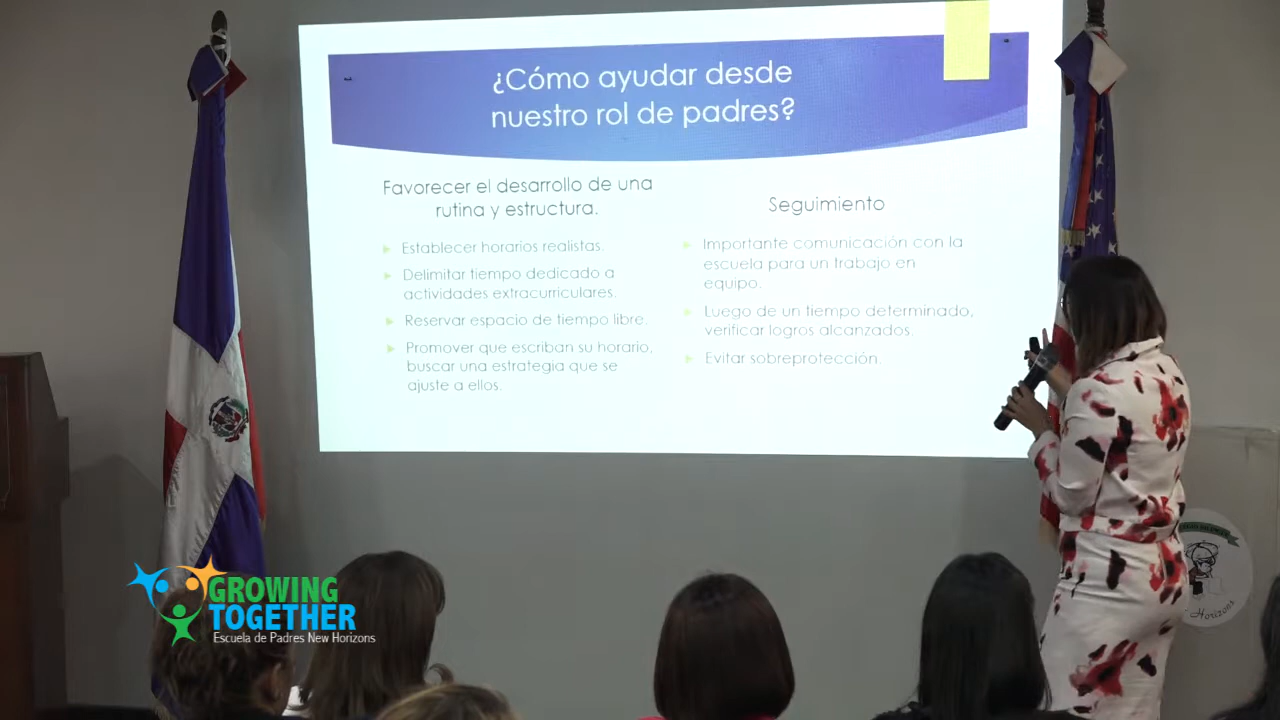 ¿Cómo ayudar desde
nuestro rol de padres?
Favorecer el desarrollo de una
rutina y estructura.
Establecer horarios realistas.
Delimitar tiempo dedicado a
actividades extracurriculares.
Reservar espacio de tiempo libre.
Promover que escriban su horario,
buscar una estrategia que se
ajuste a ellos.
Seguimiento
Importante comunicación con la
escuela para un trabajo en
equipo.
Luego de un tiempo determinado,
verificar logros alcanzados.
Evitar sobreprotección.
GROWING
TOGETHER
Escuela de Padres New Horizons
Horizons